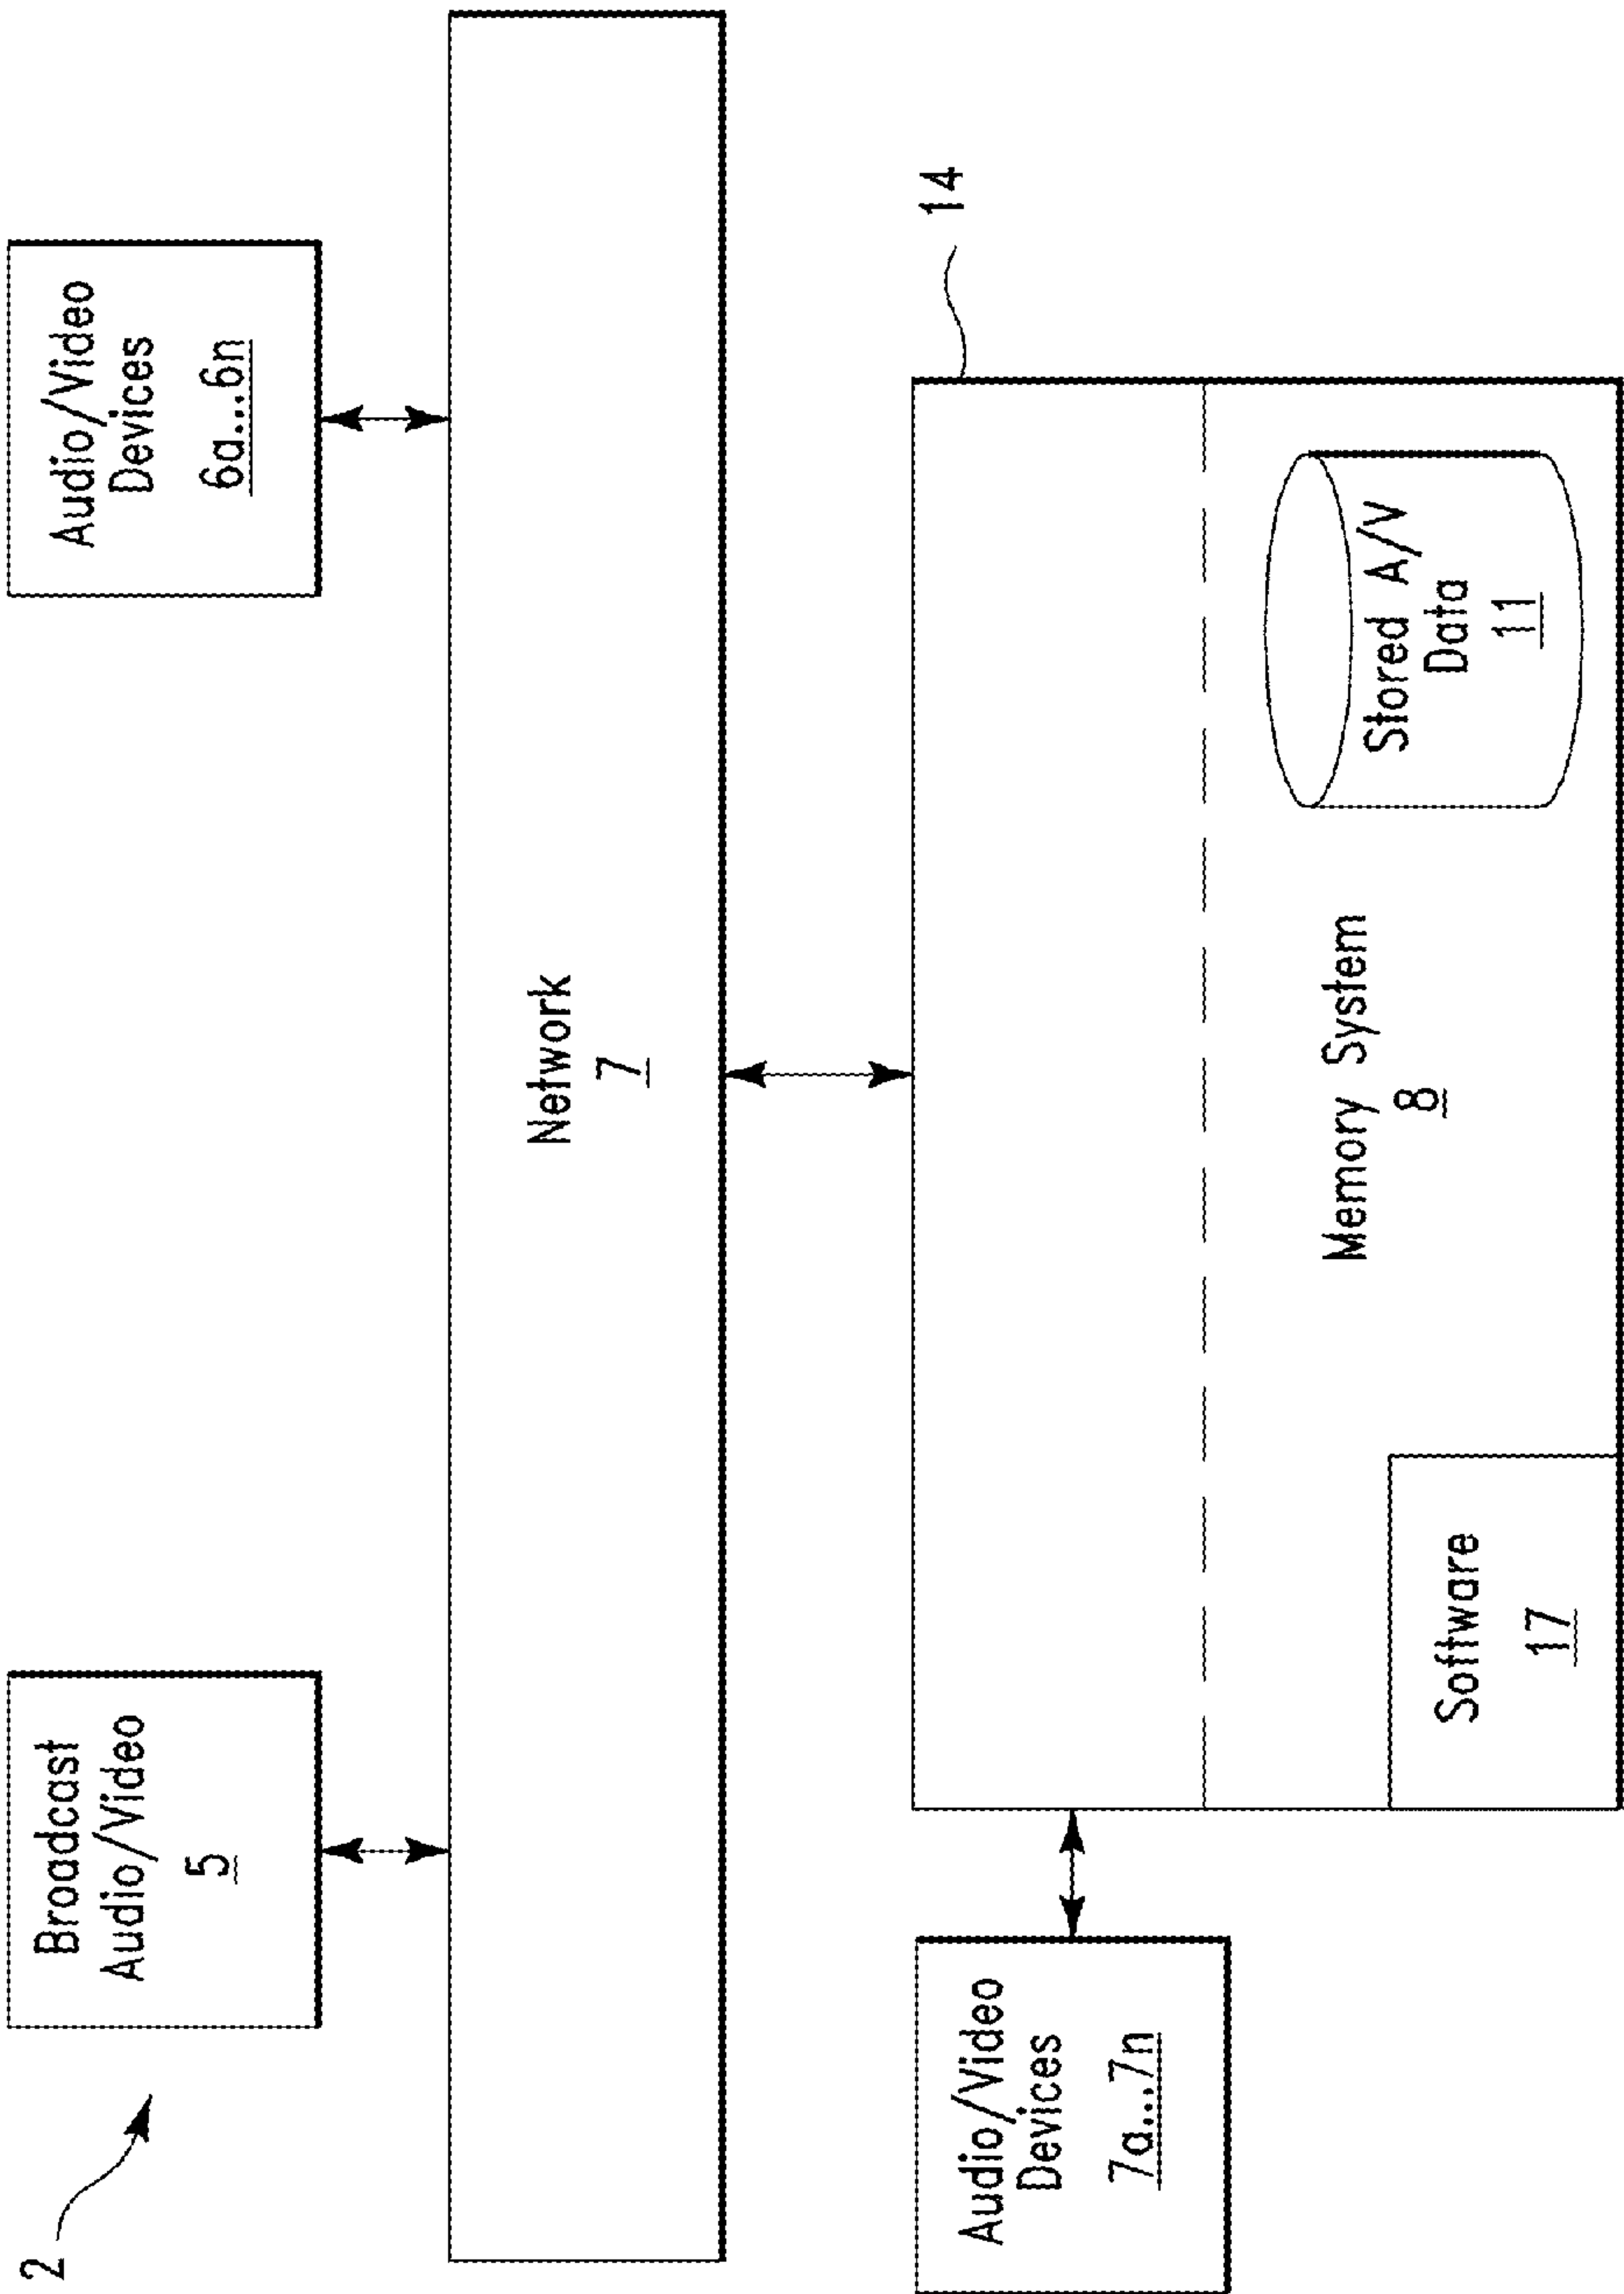 2
Broadcast
Audio/Video
5
Audio/Video
Devices
6a...6n
Network
7
14
Audio/Video
Devices
7a...7n
Memory System
8
Software
17
Stored A/V
Data
11